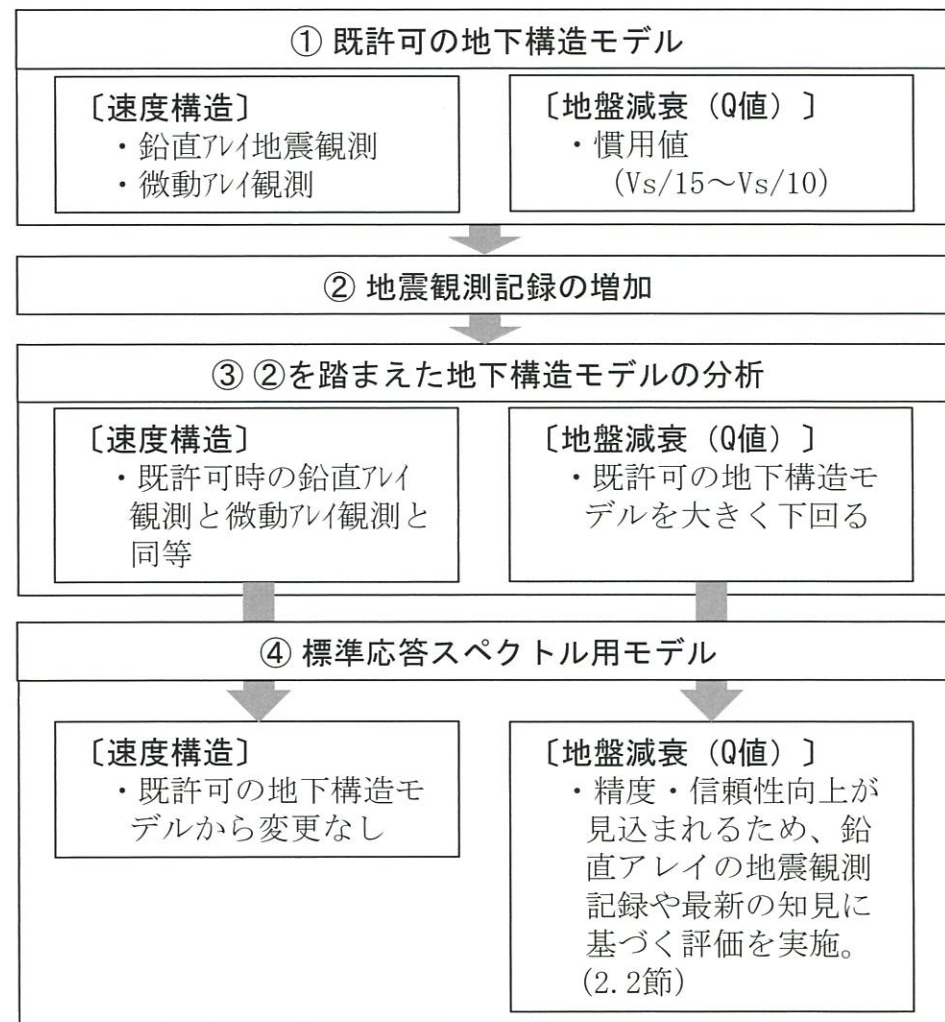 ① 既許可の地下構造モデル
〔速度構造〕
・鉛直ｱﾚｲ地震観測
・微動ｱﾚｲ観測
〔地盤減衰（Q値）〕
・慣用値
(Vs/15～Vs/10)
② 地震観測記録の増加
③ ②を踏まえた地下構造モデルの分析
〔速度構造〕
・既許可時の鉛直ｱﾚｲ
観測と微動ｱﾚｲ観測と
同等
〔地盤減衰（Q値）〕
・既許可の地下構造モ
デルを大きく下回る
④ 標準応答スペクトル用モデル
〔速度構造〕
・既許可の地下構造モ
デルから変更なし
〔地盤減衰（Q値）〕
・精度・信頼性向上が
見込まれるため、鉛
直アレイの地震観測
記録や最新の知見に
基づく評価を実施。
(2.2節)